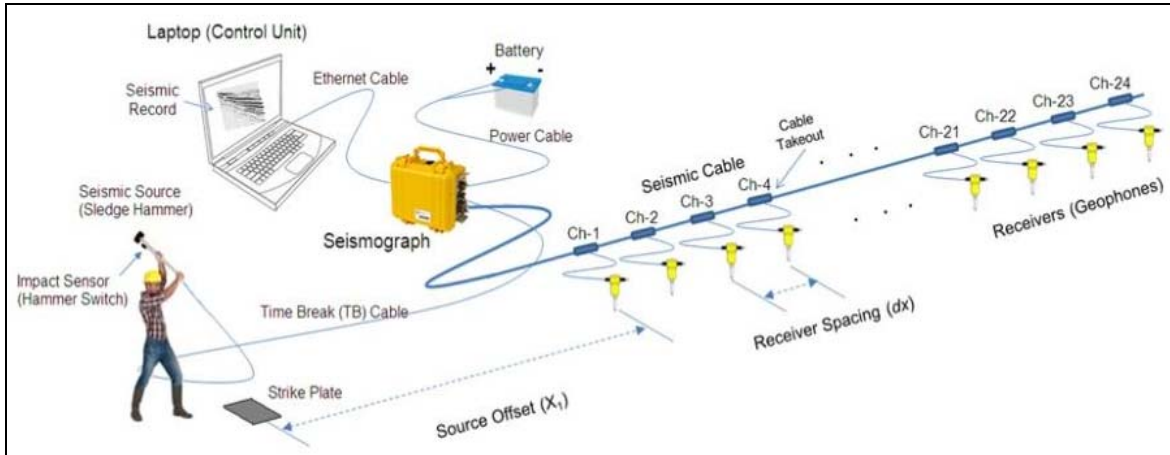 Laptop (Control Unit)
Seismic
Record
Ethernet Cable
Battery
+ -
Power Cable
Seismic Source
(Sledge Hammer)
Impact Sensor
(Hammer Switch)
Seismograph
Time Break (TB) Cable
Strike Plate
Source Offset (X₁)
Receiver Spacing (dx)
Seismic Cable
Cable
Takeout
Ch-1
Ch-2
Ch-3
Ch-4
. . .
. . .
Ch-21
Ch-22
Ch-23
Ch-24
Receivers (Geophones)